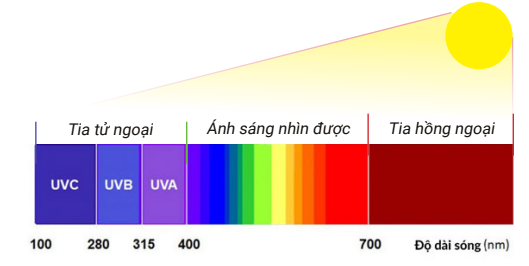 Tia tử ngoại Ánh sáng nhìn được Tia hồng ngoại
UVC UVB UVA
100 280 315 400 700 Độ dài sóng (nm)